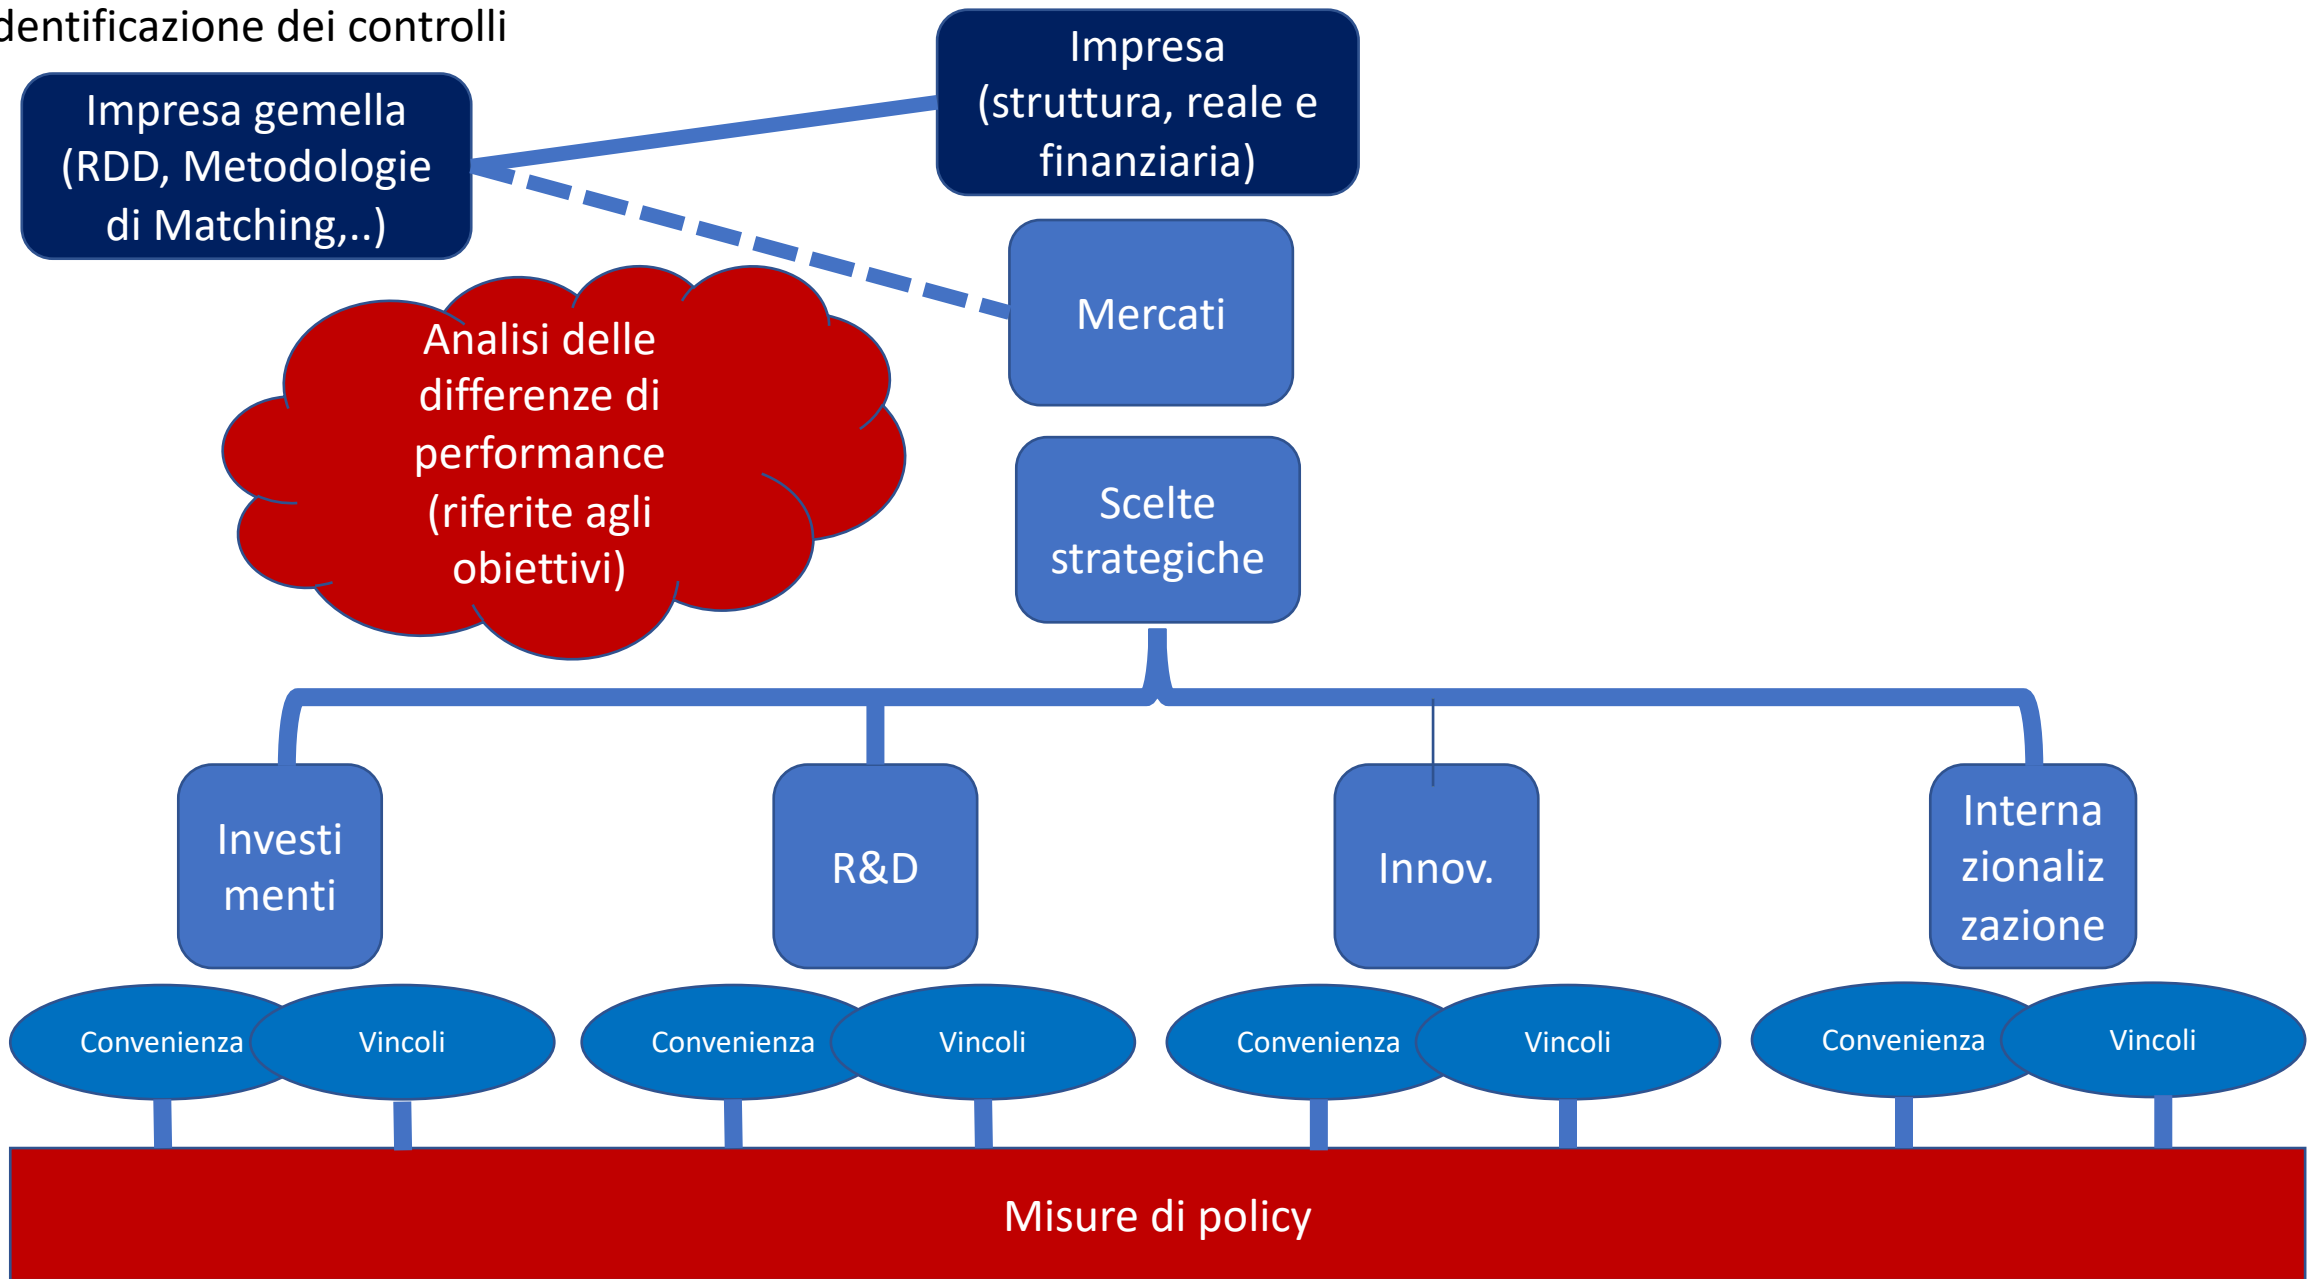 dentificazione dei controlli
Impresa gemella
(RDD, Metodologie
di Matching,..)
Impresa
(struttura, reale e
finanziaria)
Mercati
Analisi delle
differenze di
performance
(riferite agli
obiettivi)
Scelte
strategiche
Investi
menti
R&D
Innov.
Interna
zionaliz
zazione
Convenienza
Vincoli
Convenienza
Vincoli
Convenienza
Vincoli
Convenienza
Vincoli
Misure di policy